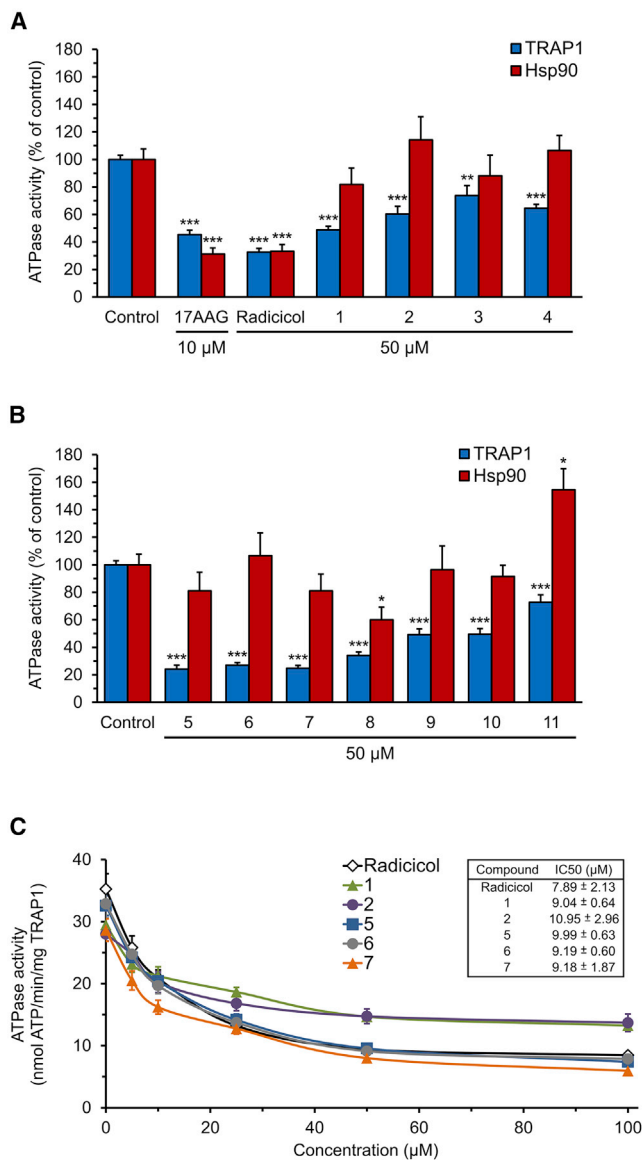 A
TRAP1
Hsp90
ATPase activity (% of control)
180
160
140
120
100
80
60
40
20
0
*** *** *** *** *** *** ** ***
Control 17AAG Radicicol 1 2 3 4
10 µM 50 µM
B
TRAP1
Hsp90
ATPase activity (% of control)
180
160
140
120
100
80
60
40
20
0
*** *** *** *** * *** *** *** *
Control 5 6 7 8 9 10 11
50 µM
C
ATPase activity
(nmol ATP/min/mg TRAP1)
40
30
20
10
0
Radicicol
1
2
5
6
7
Compound IC50 (µM)
Radicicol 7.89 ± 2.13
1 9.04 ± 0.64
2 10.95 ± 2.96
5 9.99 ± 0.63
6 9.19 ± 0.60
7 9.18 ± 1.87
0 20 40 60 80 100
Concentration (µM)